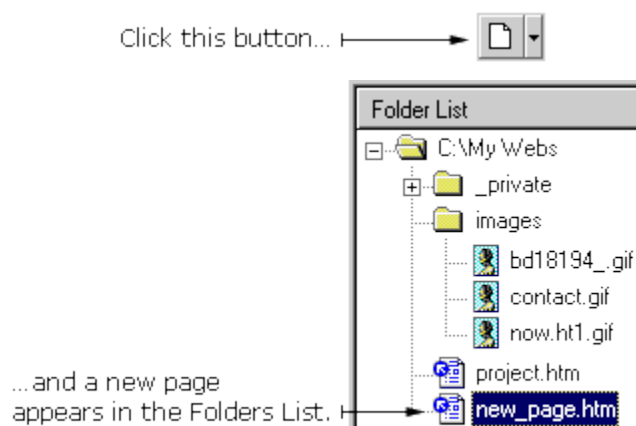 Click this button...
Folder List
C:\My Webs
_private
images
bd18194_.gif
contact.gif
now.ht1.gif
project.htm
...and a new page
appears in the Folders List.
new_page.htm